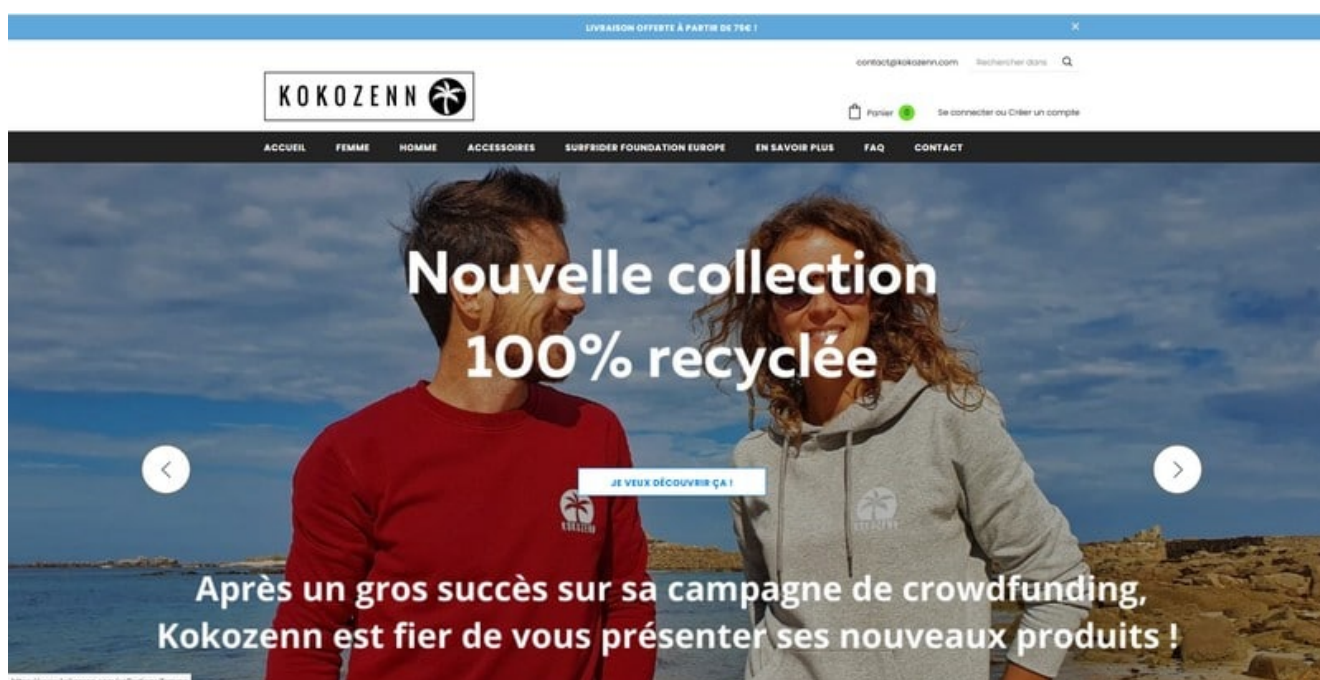 LIVRAISON OFFERTE À PARTIR DE 75€ !
contact@kokozenn.com
Rechercher dans
KOKOZENN
Panier 0
Se connecter ou Créer un compte
ACCUEIL FEMME HOMME ACCESSOIRES SURFRIDER FOUNDATION EUROPE EN SAVOIR PLUS FAQ CONTACT
Nouvelle collection
100% recyclée
JE VEUX DÉCOUVRIR ÇA !
KOKOZENN
KOKOZENN
Après un gros succès sur sa campagne de crowdfunding,
Kokozenn est fier de vous présenter ses nouveaux produits !